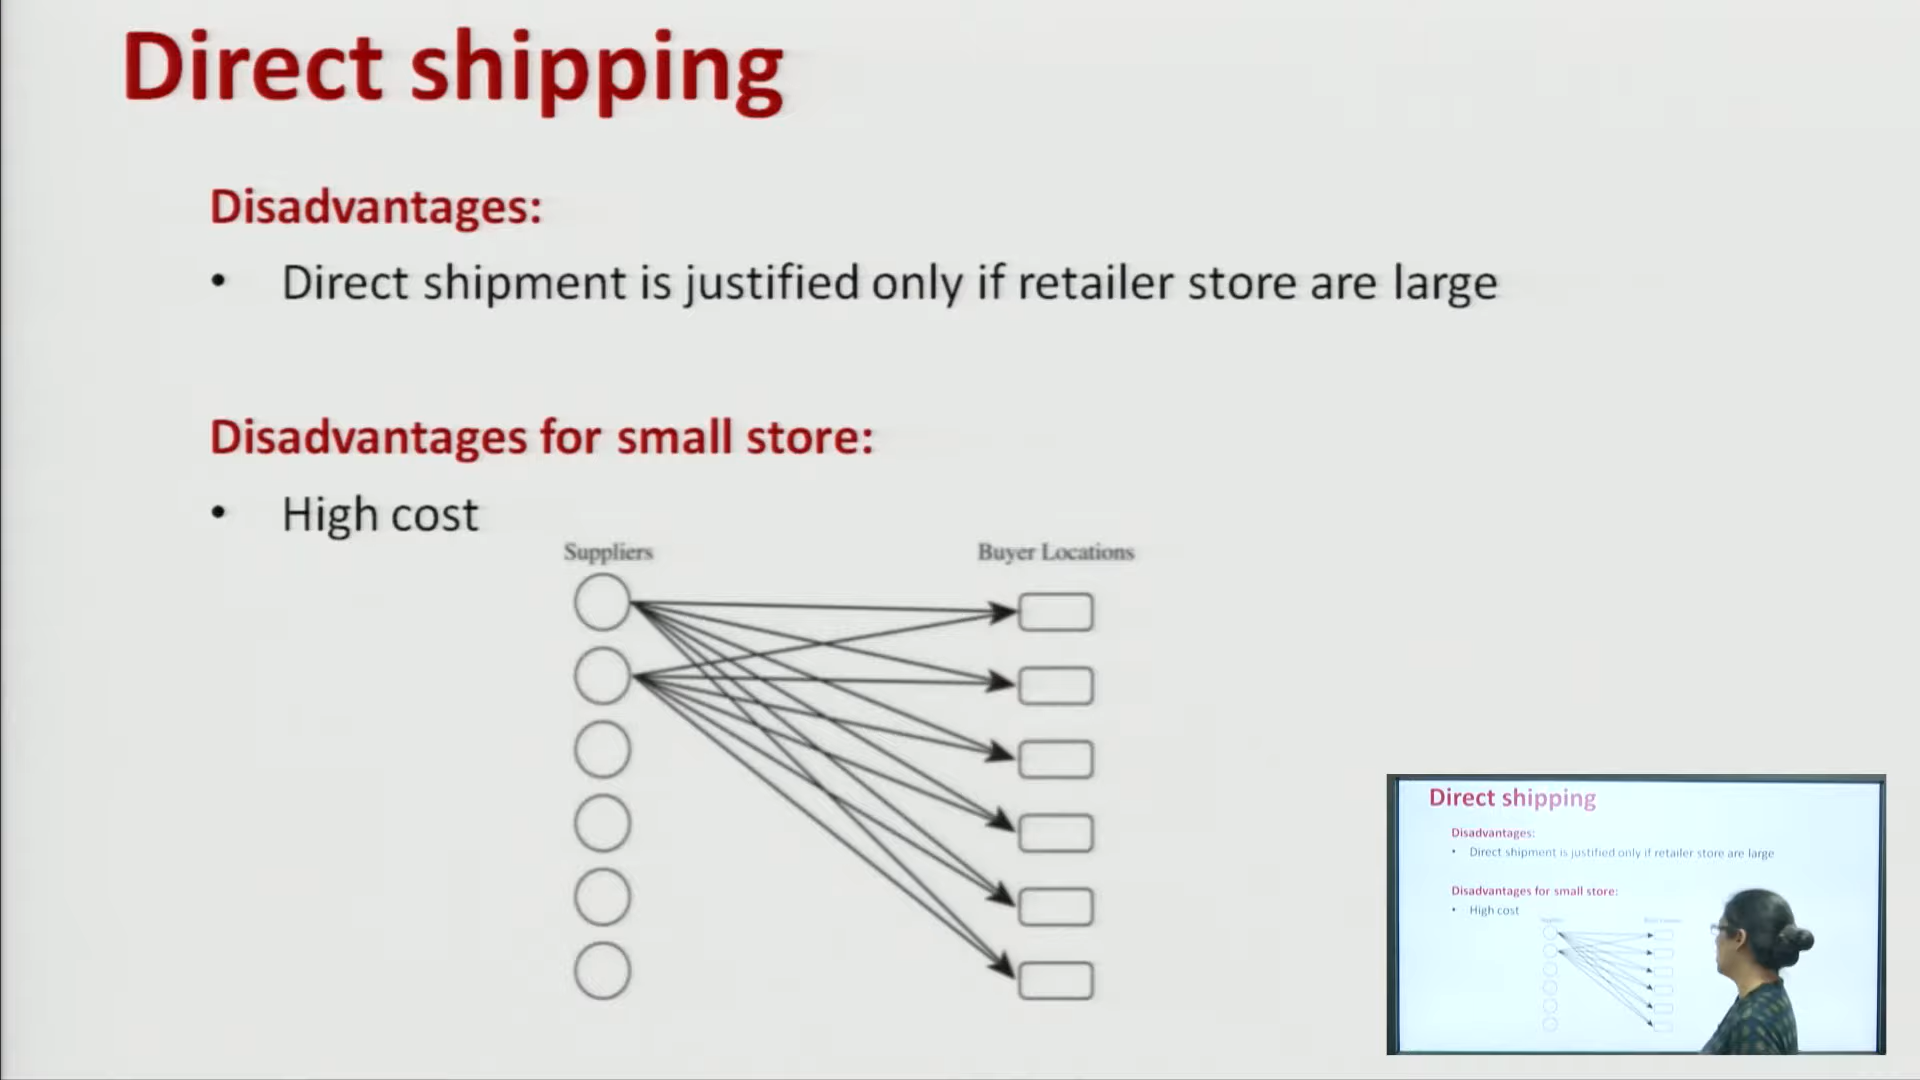 Direct shipping
Disadvantages:
• Direct shipment is justified only if retailer store are large
Disadvantages for small store:
• High cost
Suppliers
Buyer Locations
Direct shipping
Disadvantages:
• Direct shipment is justified only if retailer store are large
Disadvantages for small store:
• High cost